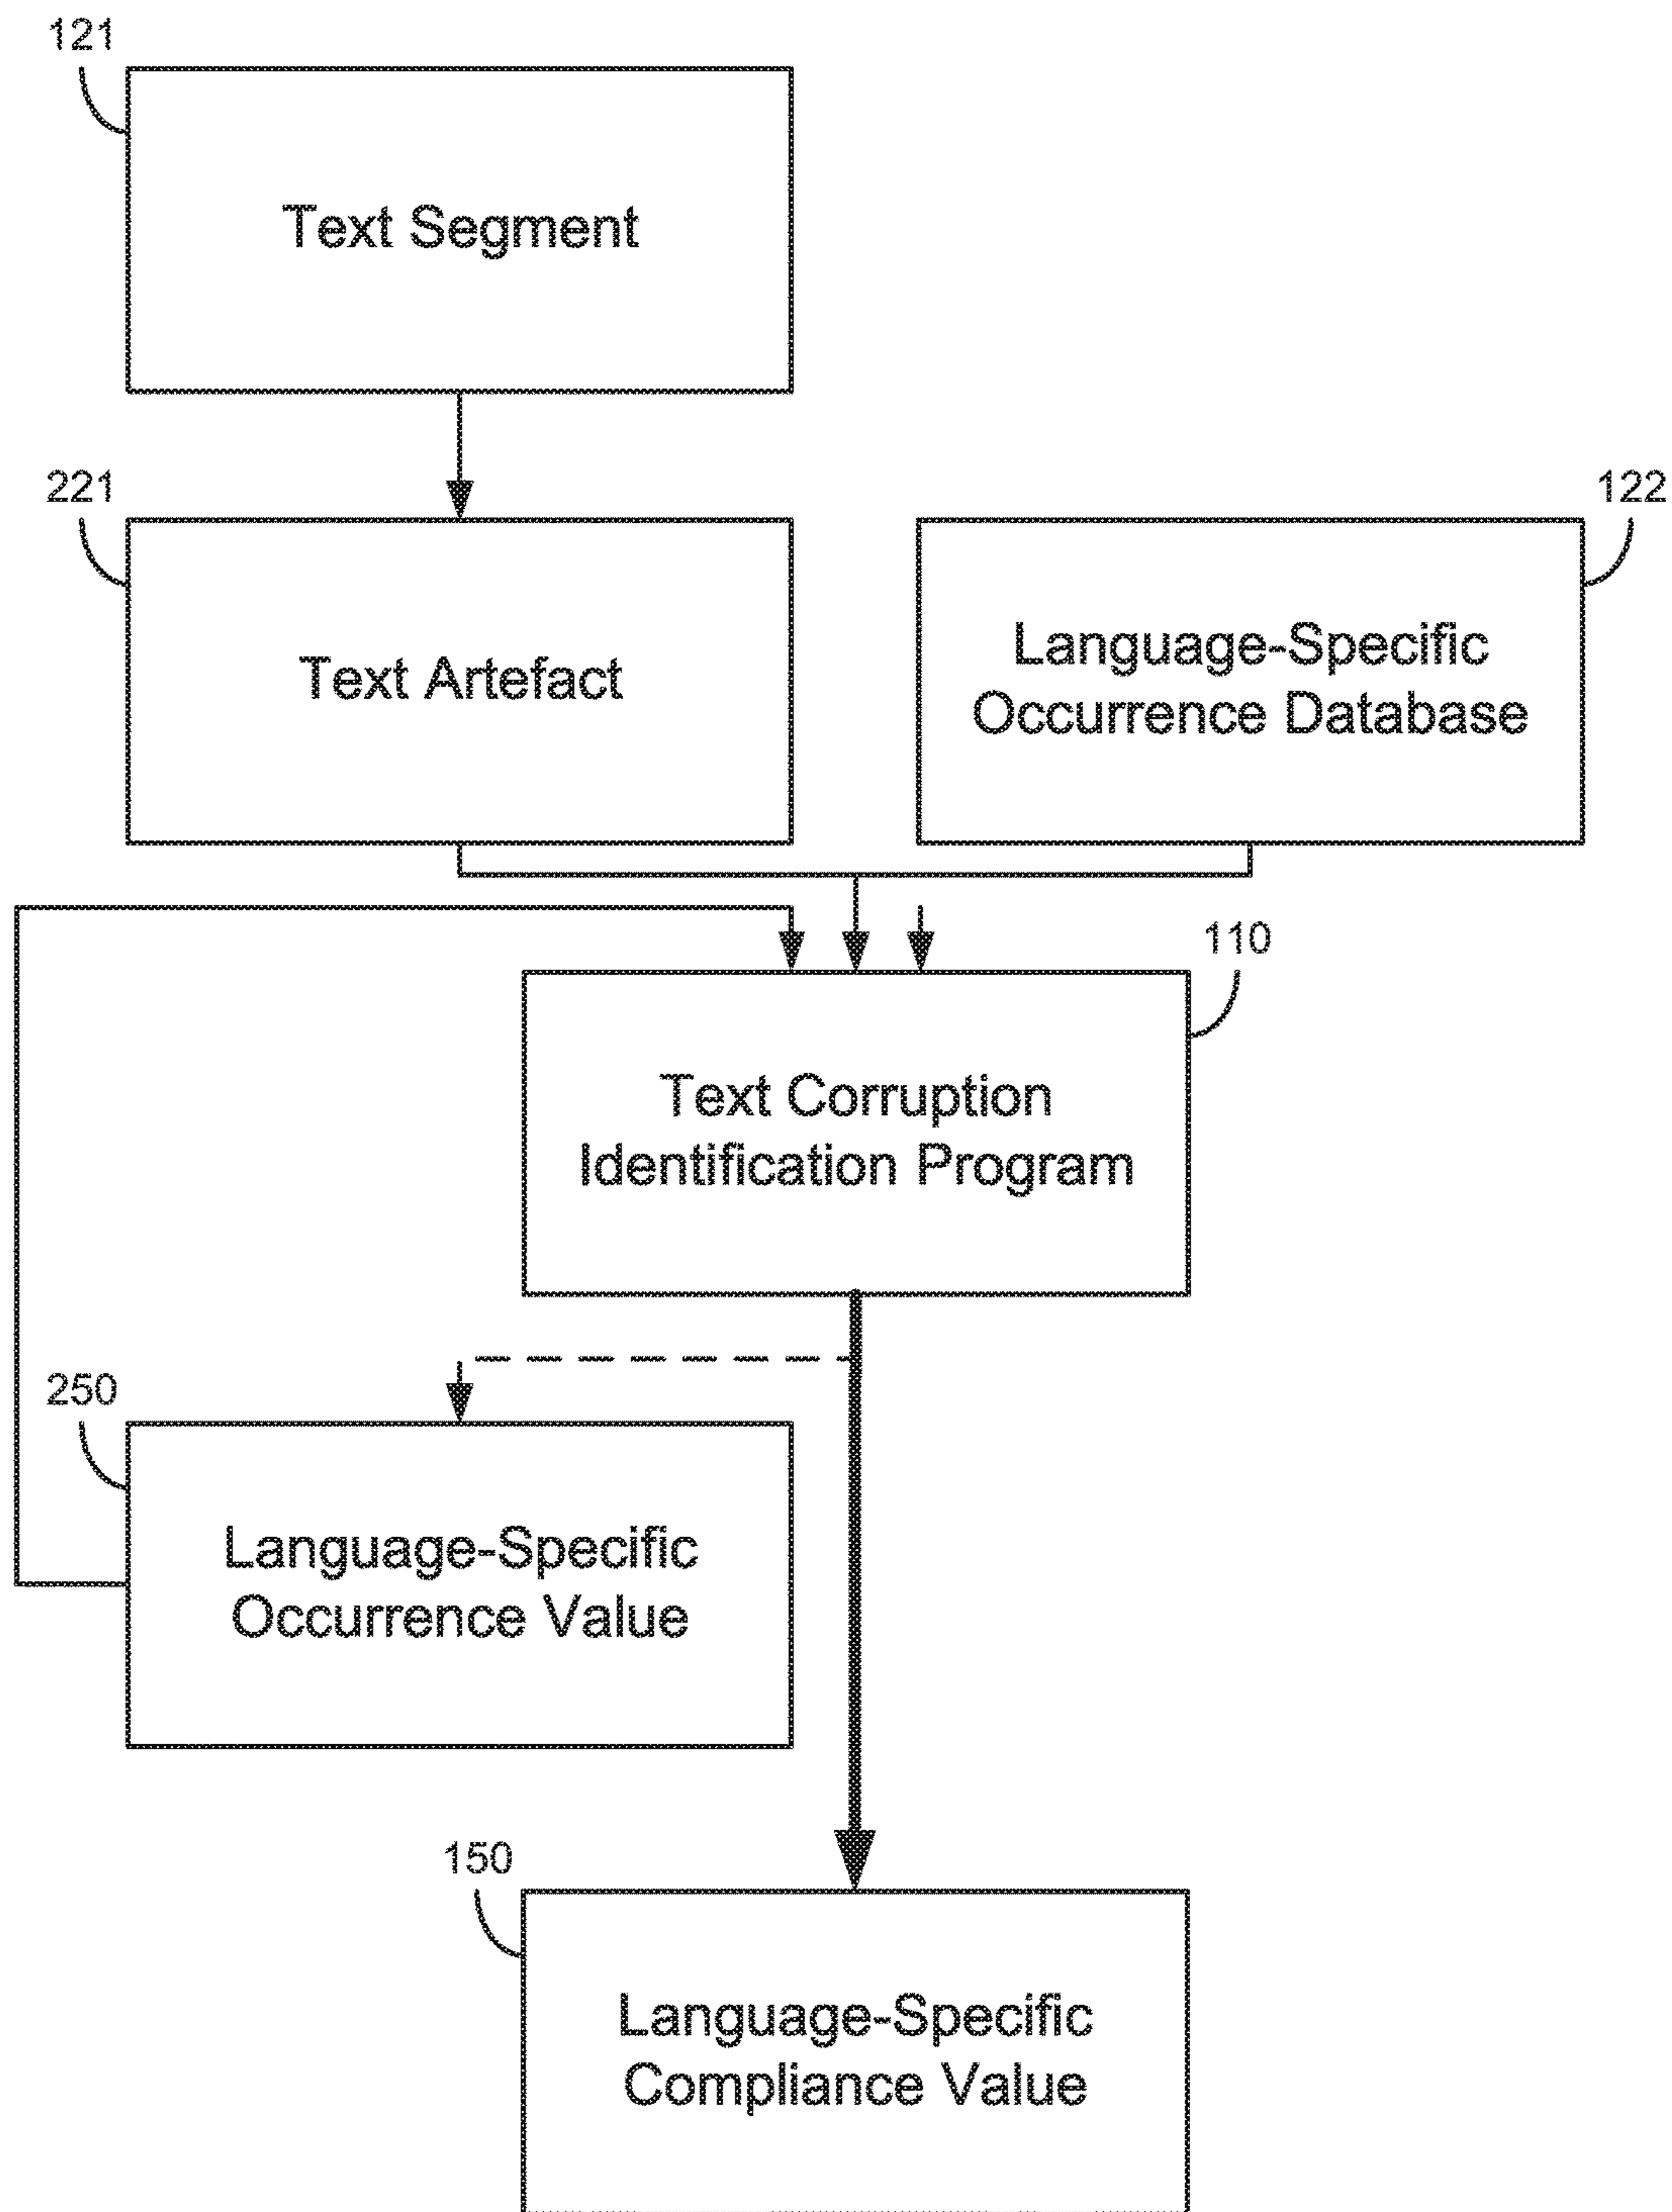 121
Text Segment
221
122
Text Artefact
Language-Specific
Occurrence Database
110
Text Corruption
Identification Program
250
Language-Specific
Occurrence Value
150
Language-Specific
Compliance Value